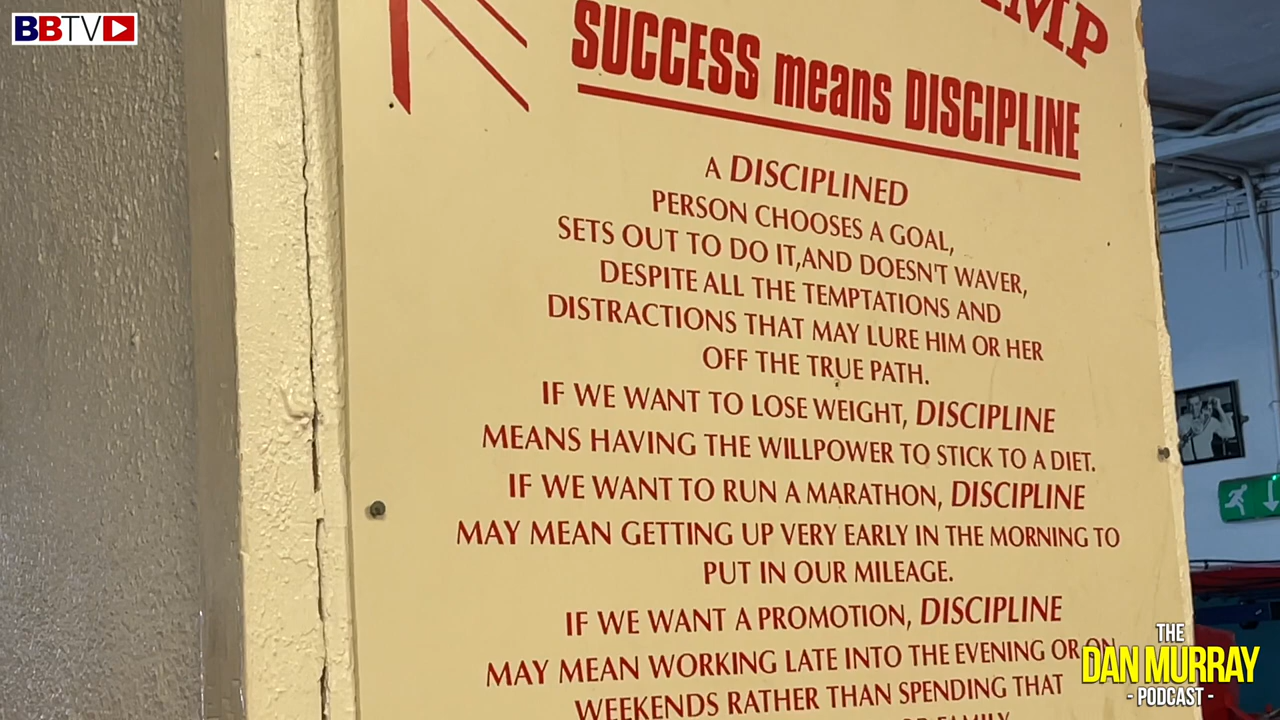 BBTV
SUCCESS means DISCIPLINE
A DISCIPLINED
PERSON CHOOSES A GOAL,
SETS OUT TO DO IT,AND DOESN'T WAVER,
DESPITE ALL THE TEMPTATIONS AND
DISTRACTIONS THAT MAY LURE HIM OR HER
OFF THE TRUE PATH.
IF WE WANT TO LOSE WEIGHT, DISCIPLINE
MEANS HAVING THE WILLPOWER TO STICK TO A DIET.
IF WE WANT TO RUN A MARATHON, DISCIPLINE
MAY MEAN GETTING UP VERY EARLY IN THE MORNING TO
PUT IN OUR MILEAGE.
IF WE WANT A PROMOTION, DISCIPLINE
MAY MEAN WORKING LATE INTO THE EVENING OR ON
WEEKENDS RATHER THAN SPENDING THAT
FAMILY
THE
DAN MURRAY
- PODCAST -